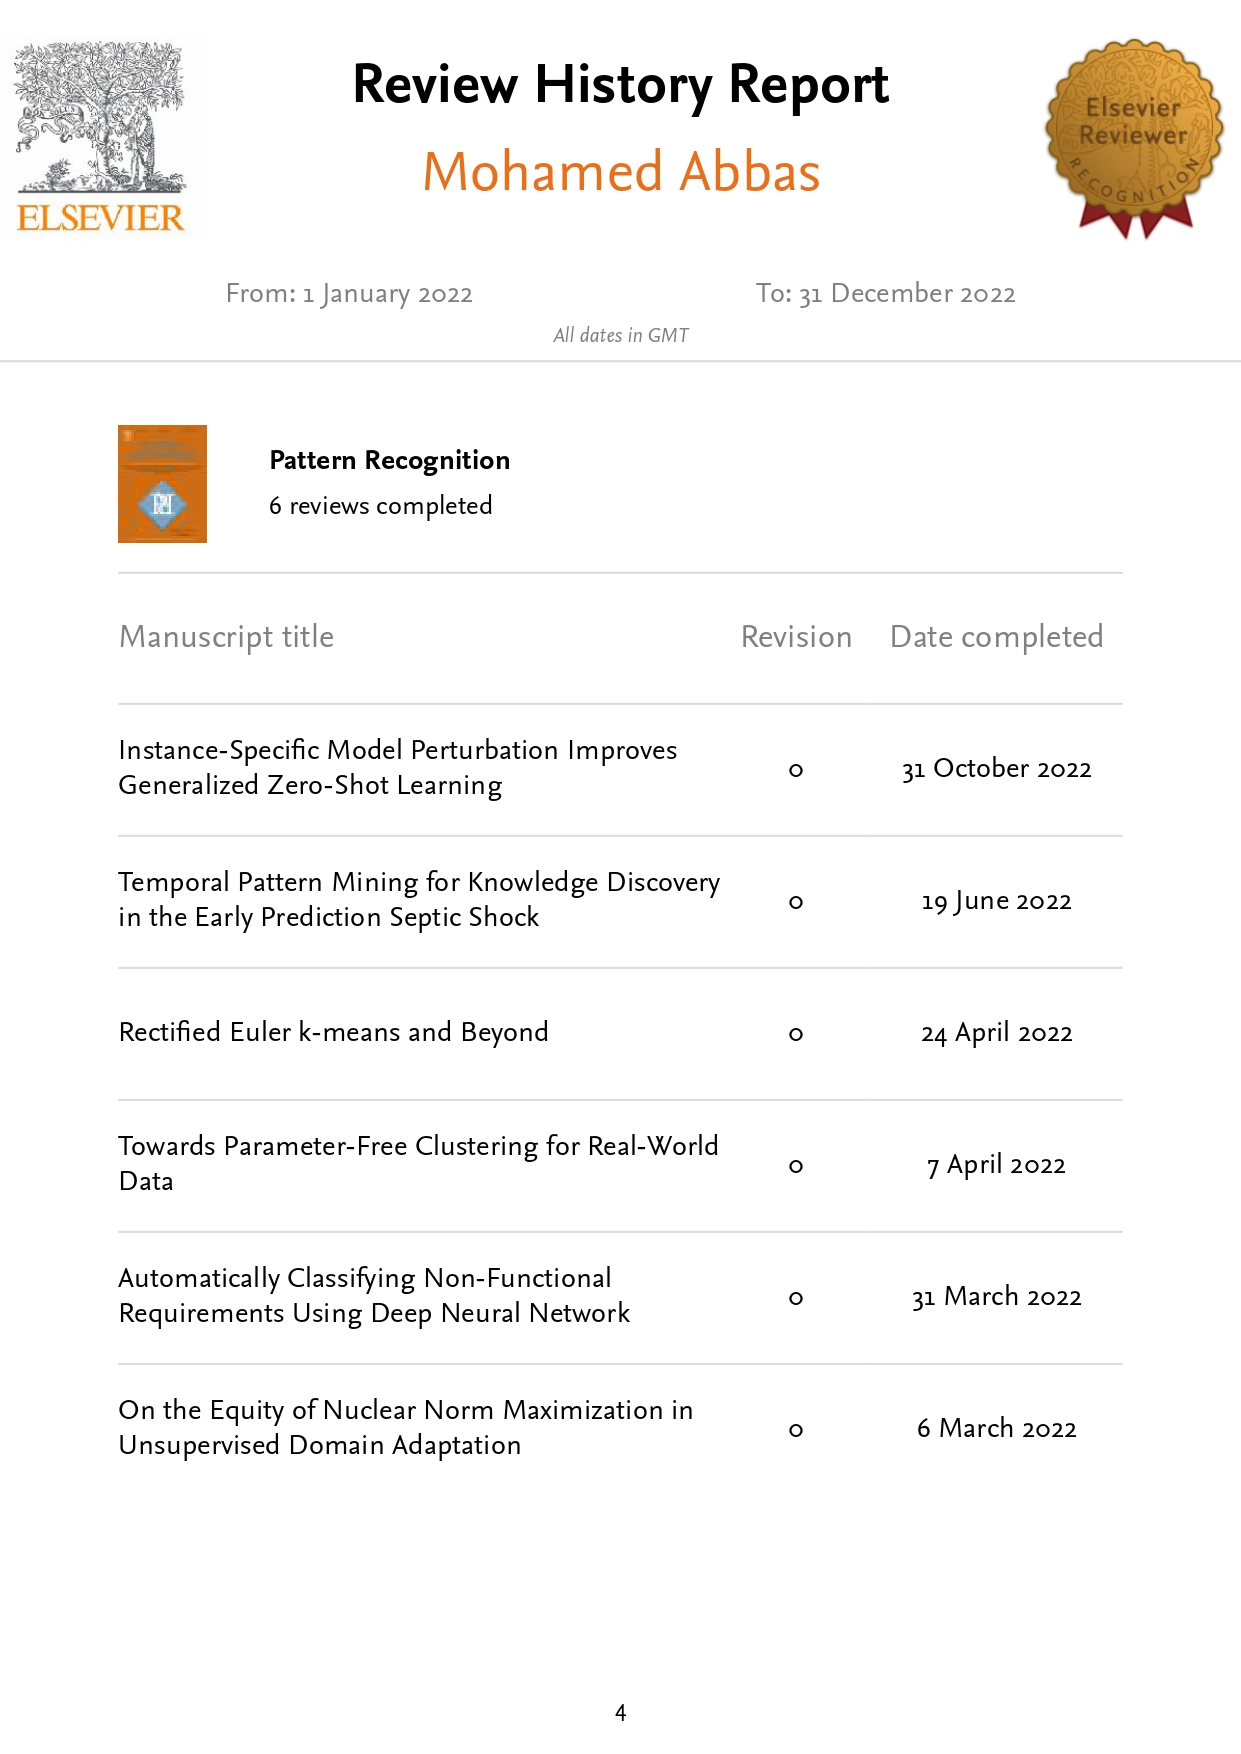 ELSEVIER
Review History Report
Mohamed Abbas
Elsevier
Reviewer
RECOGNITION
From: 1 January 2022
To: 31 December 2022
All dates in GMT
Pattern Recognition
6 reviews completed
Manuscript title Revision Date completed
Instance-Specific Model Perturbation Improves
Generalized Zero-Shot Learning
0 31 October 2022
Temporal Pattern Mining for Knowledge Discovery
in the Early Prediction Septic Shock
0 19 June 2022
Rectified Euler k-means and Beyond 0 24 April 2022
Towards Parameter-Free Clustering for Real-World
Data
0 7 April 2022
Automatically Classifying Non-Functional
Requirements Using Deep Neural Network
0 31 March 2022
On the Equity of Nuclear Norm Maximization in
Unsupervised Domain Adaptation
0 6 March 2022
4